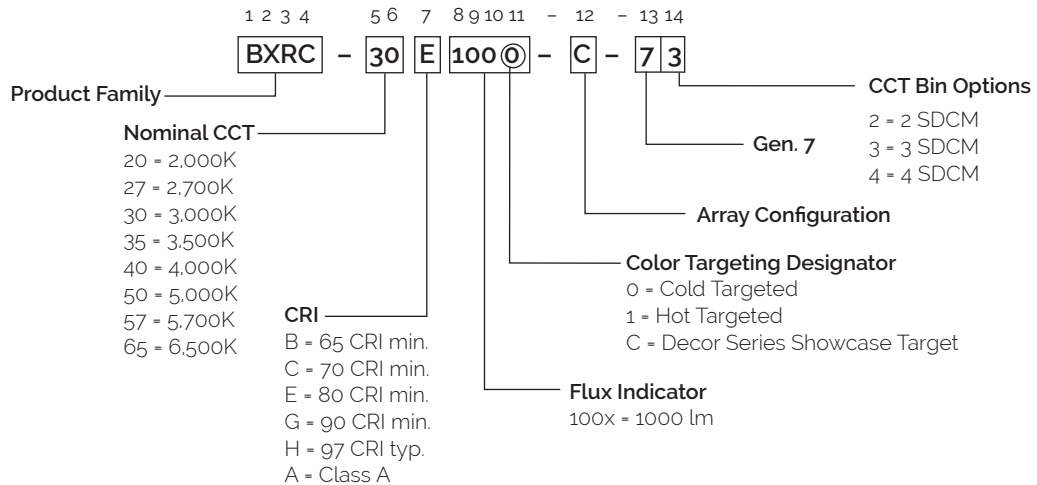 1 2 3 4 5 6 7 8 9 10 11 – 12 – 13 14
BXRC – 30 E 100 0 – C – 7 3
Product Family
Nominal CCT
20 = 2,000K
27 = 2,700K
30 = 3,000K
35 = 3,500K
40 = 4,000K
50 = 5,000K
57 = 5,700K
65 = 6,500K
CRI
B = 65 CRI min.
C = 70 CRI min.
E = 80 CRI min.
G = 90 CRI min.
H = 97 CRI typ.
A = Class A
Flux Indicator
100x = 1000 lm
Color Targeting Designator
0 = Cold Targeted
1 = Hot Targeted
C = Decor Series Showcase Target
Array Configuration
Gen. 7
CCT Bin Options
2 = 2 SDCM
3 = 3 SDCM
4 = 4 SDCM